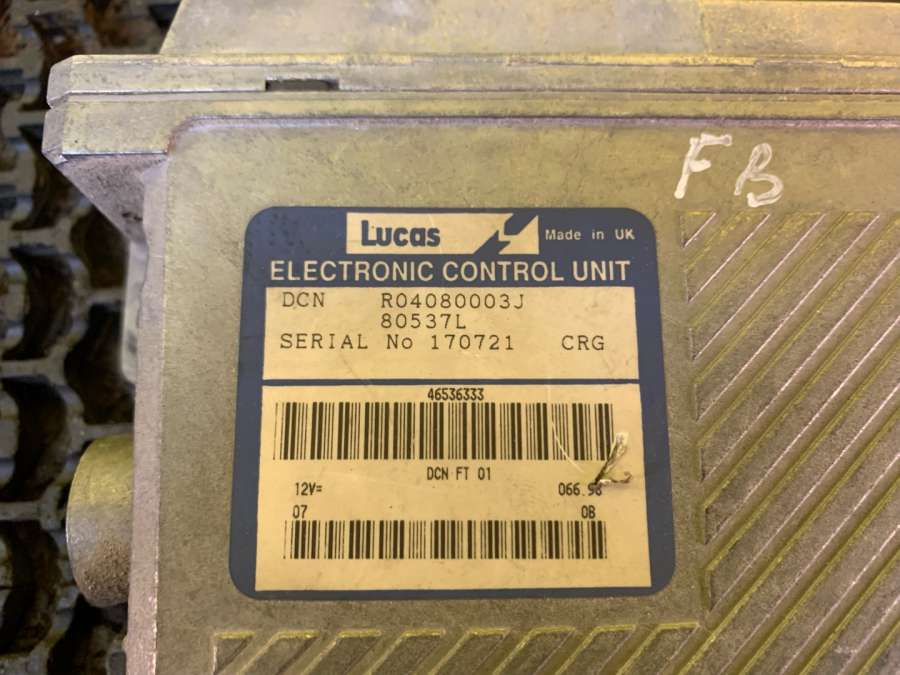 FB
Lucas Made in UK
ELECTRONIC CONTROL UNIT
DCN R04080003J
80537L
SERIAL No 170721 CRG
46536333
DCN FT 01
12V= 066.98
07 0B